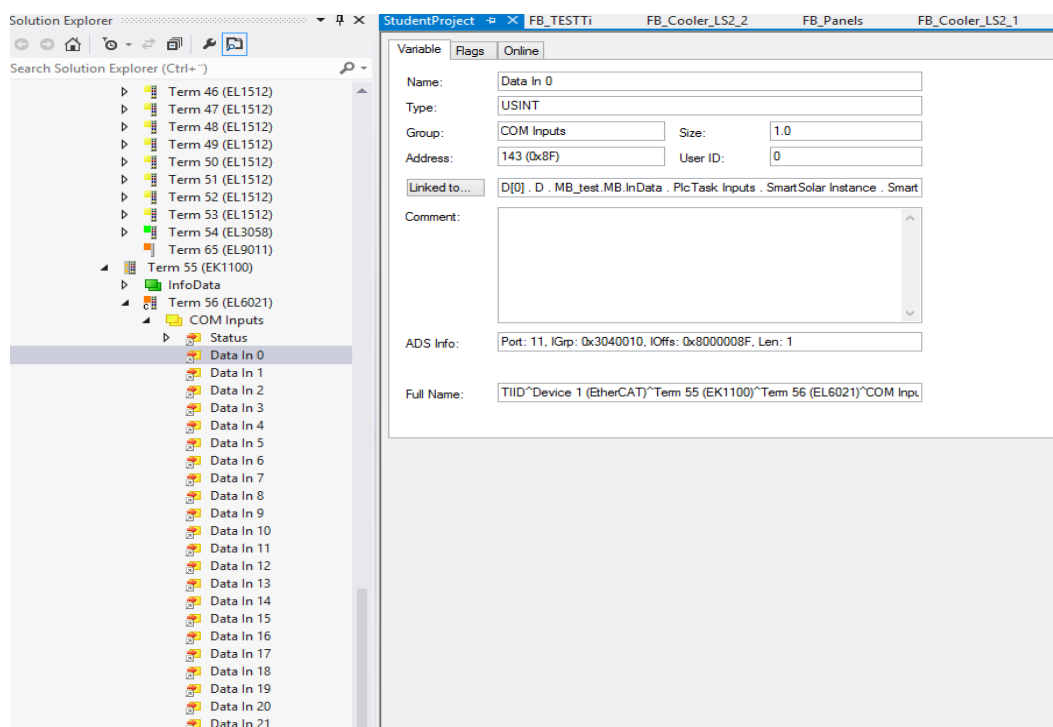 Solution Explorer
Search Solution Explorer (Ctrl+¨)
Term 46 (EL1512)
Term 47 (EL1512)
Term 48 (EL1512)
Term 49 (EL1512)
Term 50 (EL1512)
Term 51 (EL1512)
Term 52 (EL1512)
Term 53 (EL1512)
Term 54 (EL3058)
Term 65 (EL9011)
Term 55 (EK1100)
InfoData
Term 56 (EL6021)
COM Inputs
Status
Data In 0
Data In 1
Data In 2
Data In 3
Data In 4
Data In 5
Data In 6
Data In 7
Data In 8
Data In 9
Data In 10
Data In 11
Data In 12
Data In 13
Data In 14
Data In 15
Data In 16
Data In 17
Data In 18
Data In 19
Data In 20
Data In 21
StudentProject FB_TESTTi FB_Cooler_LS2_2 FB_Panels FB_Cooler_LS2_1
Variable Flags Online
Name: Data In 0
Type: USINT
Group: COM Inputs Size: 1.0
Address: 143 (0x8F) User ID: 0
Linked to... D[0] . D . MB_test.MB.InData . PlcTask Inputs . SmartSolar Instance . Smart
Comment:
ADS Info: Port: 11, IGrp: 0x3040010, IOffs: 0x8000008F, Len: 1
Full Name: TIID^Device 1 (EtherCAT)^Term 55 (EK1100)^Term 56 (EL6021)^COM Inpu